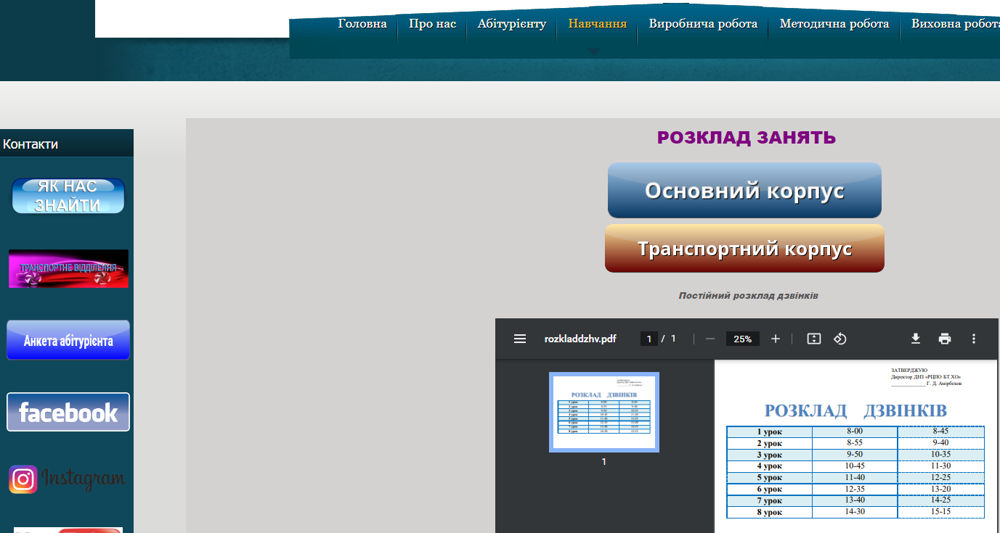 Головна
Про нас
Абітурієнту
Навчання
Виробнича робота
Методична робота
Виховна робота
Контакти
ЯК НАС
ЗНАЙТИ
ТРАНСПОРТНЕ ВІДДІЛЕННЯ
Анкета абітурієнта
facebook
Instagram
РОЗКЛАД ЗАНЯТЬ
Основний корпус
Транспортний корпус
Постійний розклад дзвінків
rozkladdzhv.pdf
1 / 1
25%
РОЗКЛАД ДЗВІНКІВ
1
ЗАТВЕРДЖУЮ
Директор ДНЗ «РЦПО БТ ХО»
______________ Г. Д. Амірбеков
РОЗКЛАД ДЗВІНКІВ
1 урок 8-00 8-45
2 урок 8-55 9-40
3 урок 9-50 10-35
4 урок 10-45 11-30
5 урок 11-40 12-25
6 урок 12-35 13-20
7 урок 13-40 14-25
8 урок 14-30 15-15